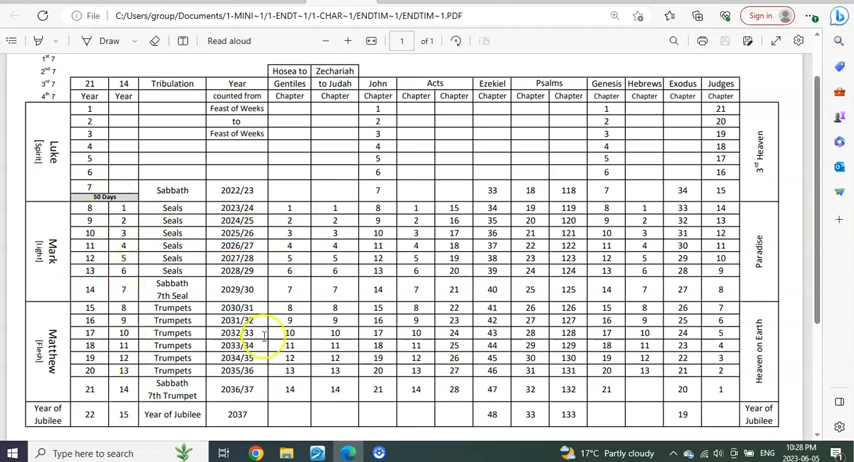 File C:/Users/group/Documents/1-MINI~1/1-ENDT~1/1-CHAR~1/ENDTIM~1/ENDTIM~1.PDF Sign in
Draw Read aloud 1 of 1
1st 7
2nd 7 Hosea to Zechariah
3rd 7 21 14 Tribulation Year Gentiles to Judah John Acts Ezekiel Psalms Genesis Hebrews Exodus Judges
4th 7 Year Year counted from Chapter Chapter Chapter Chapter Chapter Chapter Chapter Chapter Chapter Chapter Chapter Chapter
Luke [Spirit] 3rd Heaven
1 Feast of Weeks 1 1 21
2 to 2 2 20
3 Feast of Weeks 3 3 19
4 4 4 18
5 5 5 17
6 6 6 16
7 Sabbath 2022/23 7 33 18 118 7 34 15
50 Days
Mark [Light] Paradise
8 1 Seals 2023/24 1 1 8 1 15 34 19 119 8 1 33 14
9 2 Seals 2024/25 2 2 9 2 16 35 20 120 9 2 32 13
10 3 Seals 2025/26 3 3 10 3 17 36 21 121 10 3 31 12
11 4 Seals 2026/27 4 4 11 4 18 37 22 122 11 4 30 11
12 5 Seals 2027/28 5 5 12 5 19 38 23 123 12 5 29 10
13 6 Seals 2028/29 6 6 13 6 20 39 24 124 13 6 28 9
14 7 Sabbath 2029/30 7 7 14 7 21 40 25 125 14 7 27 8
7th Seal
Matthew [Flesh] Heaven on Earth
15 8 Trumpets 2030/31 8 8 15 8 22 41 26 126 15 8 26 7
16 9 Trumpets 2031/32 9 9 16 9 23 42 27 127 16 9 25 6
17 10 Trumpets 2032/33 10 10 17 10 24 43 28 128 17 10 24 5
18 11 Trumpets 2033/34 11 11 18 11 25 44 29 129 18 11 23 4
19 12 Trumpets 2034/35 12 12 19 12 26 45 30 130 19 12 22 3
20 13 Trumpets 2035/36 13 13 20 13 27 46 31 131 20 13 21 2
21 14 Sabbath 2036/37 14 14 21 14 28 47 32 132 21 20 1
7th Trumpet
Year of Jubilee 22 15 Year of Jubilee 2037 48 33 133 19 Year of Jubilee
Type here to search 17°C Partly cloudy ENG 10:28 PM
2023-06-05